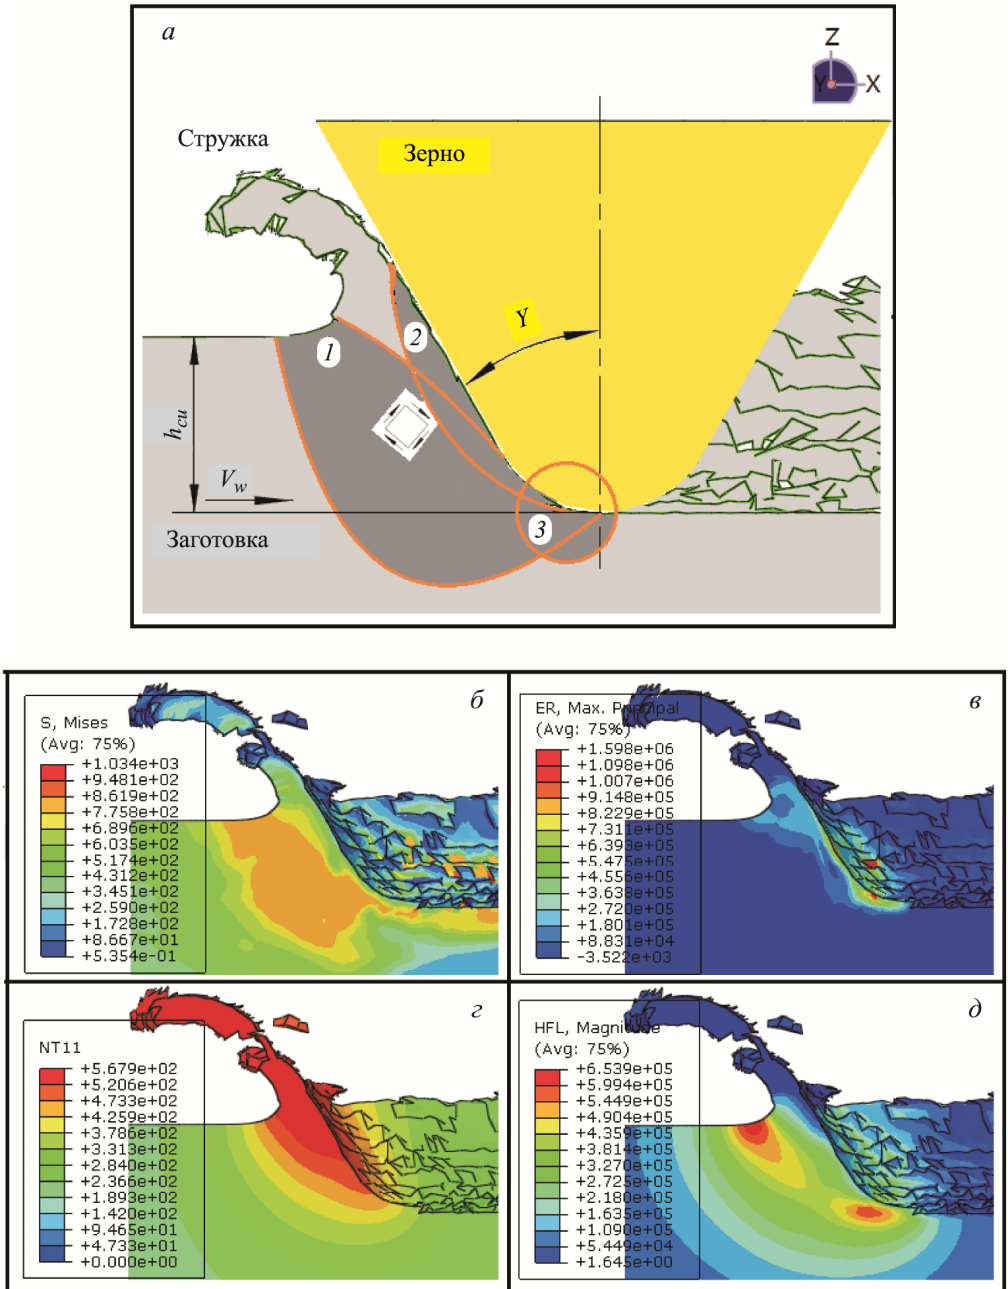 а
Z
Y
X
Стружка
Зерно
Y
1
2
h_си
V_w
3
Заготовка
б
S, Mises
(Avg: 75%)
+1.034e+03
+9.481e+02
+8.619e+02
+7.758e+02
+6.896e+02
+6.035e+02
+5.174e+02
+4.312e+02
+3.451e+02
+2.590e+02
+1.728e+02
+8.667e+01
+5.354e-01
в
ER, Max. Principal
(Avg: 75%)
+1.598e+06
+1.098e+06
+1.007e+06
+9.148e+05
+8.229e+05
+7.311e+05
+6.393e+05
+5.475e+05
+4.556e+05
+3.638e+05
+2.720e+05
+1.801e+05
+8.831e+04
-3.522e+03
г
NT11
+5.679e+02
+5.206e+02
+4.733e+02
+4.259e+02
+3.786e+02
+3.313e+02
+2.840e+02
+2.366e+02
+1.893e+02
+1.420e+02
+9.465e+01
+4.733e+01
+0.000e+00
д
HFL, Magnitude
(Avg: 75%)
+6.539e+05
+5.994e+05
+5.449e+05
+4.904e+05
+4.359e+05
+3.814e+05
+3.270e+05
+2.725e+05
+2.180e+05
+1.635e+05
+1.090e+05
+5.449e+04
+1.645e+00